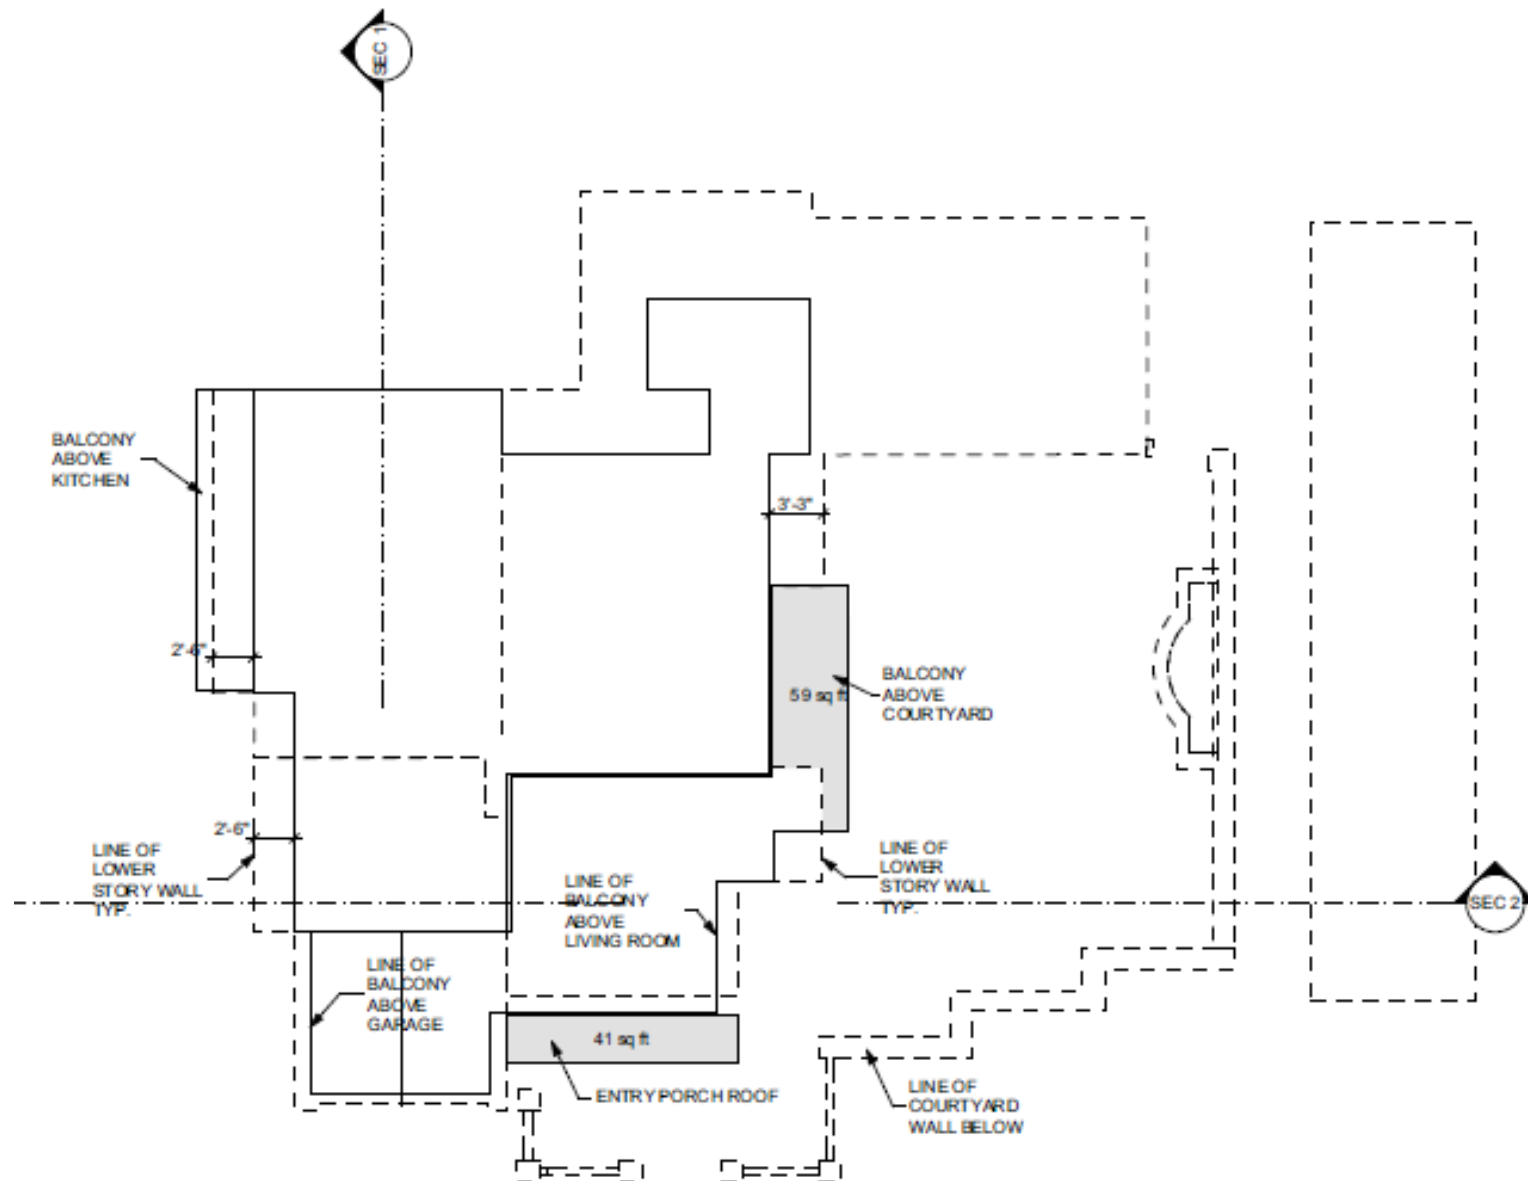 SEC 1
BALCONY
ABOVE
KITCHEN
3'-3"
2'-6"
59 sq ft
BALCONY
ABOVE
COURTYARD
2'-6"
LINE OF
LOWER
STORY WALL
TYP.
LINE OF
BALCONY
ABOVE
LIVING ROOM
LINE OF
LOWER
STORY WALL
TYP.
SEC 2
LINE OF
BALCONY
ABOVE
GARAGE
41 sq ft
ENTRY PORCH ROOF
LINE OF
COURTYARD
WALL BELOW